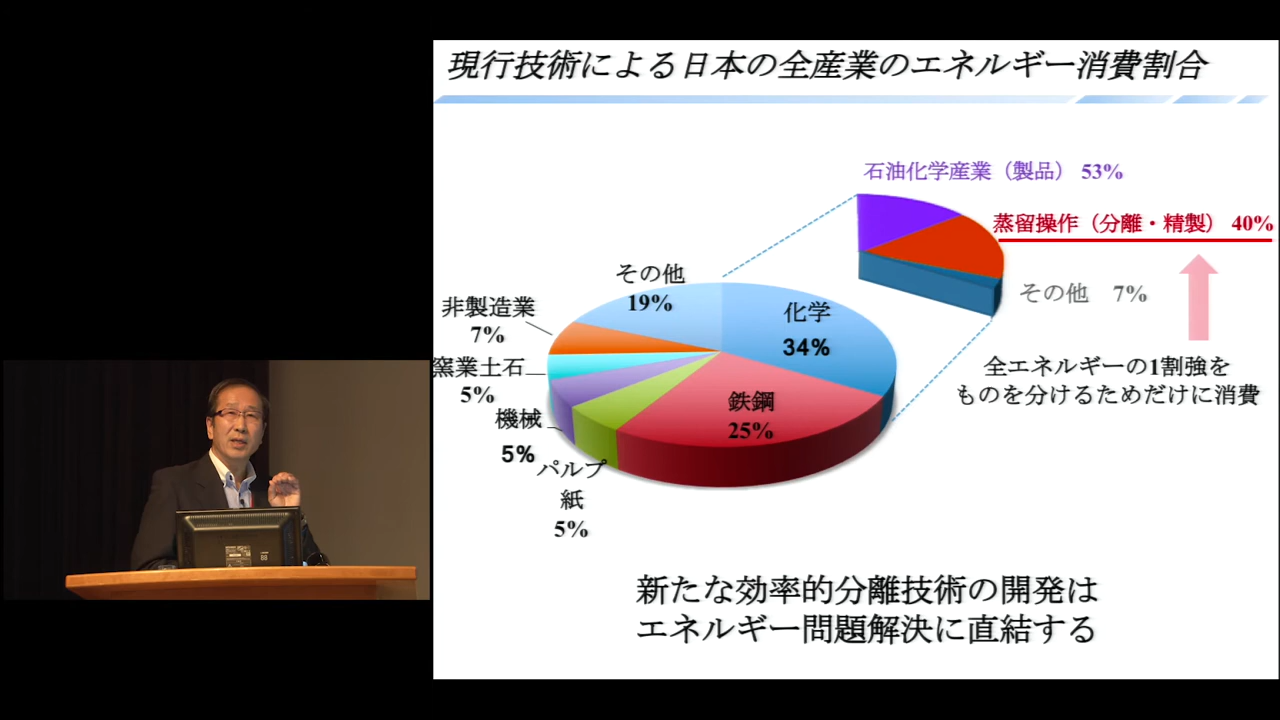 現行技術による日本の全産業のエネルギー消費割合
石油化学産業（製品） 53%
蒸留操作（分離・精製） 40%
その他 7%
全エネルギーの1割強を
ものを分けるためだけに消費
その他
19%
化学
34%
非製造業
7%
窯業土石
5%
鉄鋼
25%
機械
5%
パルプ
紙
5%
新たな効率的分離技術の開発は
エネルギー問題解決に直結する